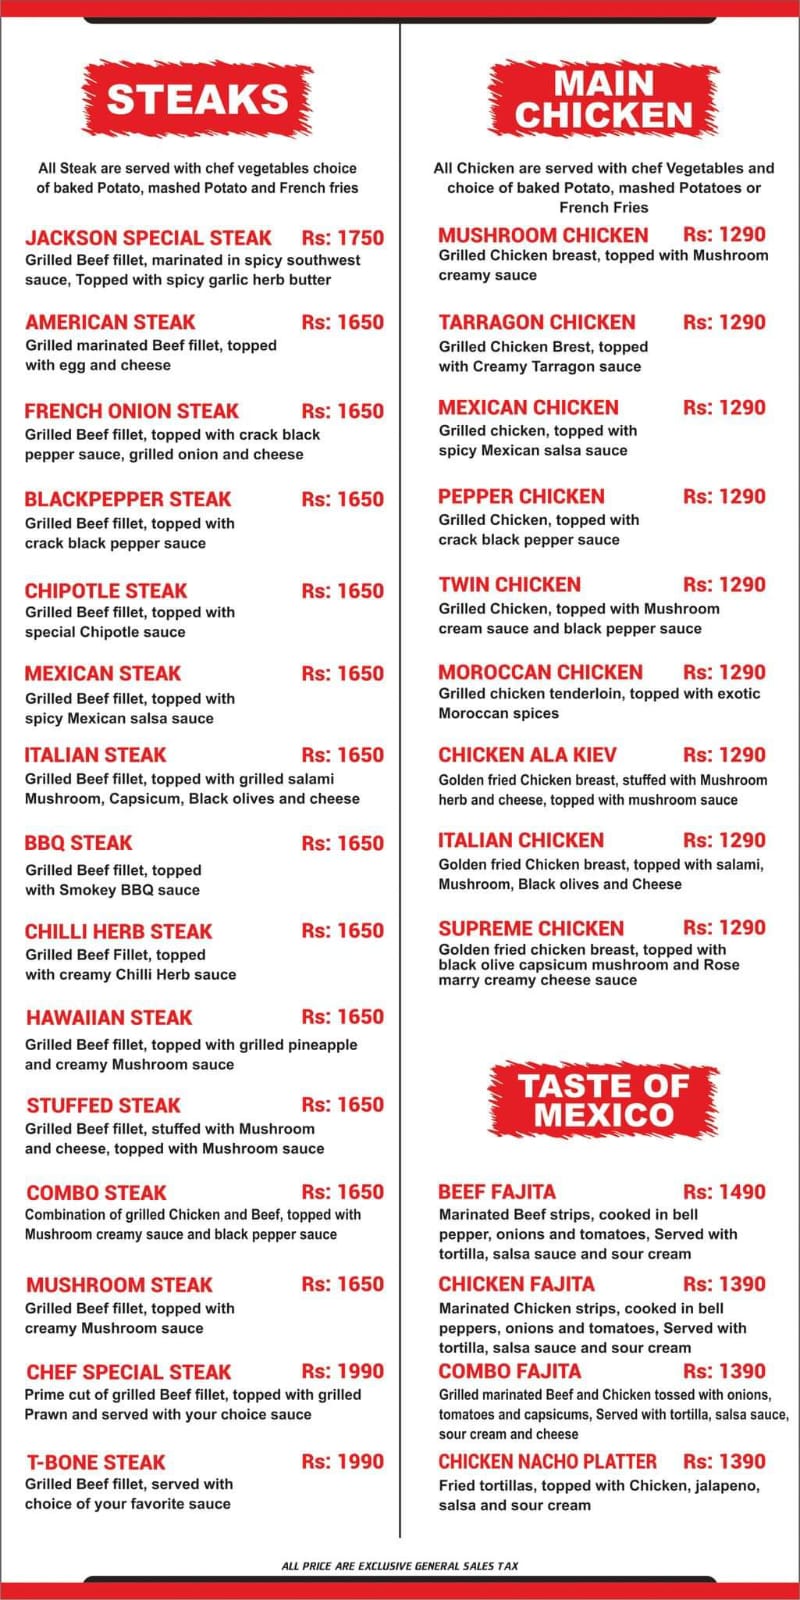 STEAKS
All Steak are served with chef vegetables choice
of baked Potato, mashed Potato and French fries
JACKSON SPECIAL STEAK Rs: 1750
Grilled Beef fillet, marinated in spicy southwest
sauce, Topped with spicy garlic herb butter
AMERICAN STEAK Rs: 1650
Grilled marinated Beef fillet, topped
with egg and cheese
FRENCH ONION STEAK Rs: 1650
Grilled Beef fillet, topped with crack black
pepper sauce, grilled onion and cheese
BLACKPEPPER STEAK Rs: 1650
Grilled Beef fillet, topped with
crack black pepper sauce
CHIPOTLE STEAK Rs: 1650
Grilled Beef fillet, topped with
special Chipotle sauce
MEXICAN STEAK Rs: 1650
Grilled Beef fillet, topped with
spicy Mexican salsa sauce
ITALIAN STEAK Rs: 1650
Grilled Beef fillet, topped with grilled salami
Mushroom, Capsicum, Black olives and cheese
BBQ STEAK Rs: 1650
Grilled Beef fillet, topped
with Smokey BBQ sauce
CHILLI HERB STEAK Rs: 1650
Grilled Beef Fillet, topped
with creamy Chilli Herb sauce
HAWAIIAN STEAK Rs: 1650
Grilled Beef fillet, topped with grilled pineapple
and creamy Mushroom sauce
STUFFED STEAK Rs: 1650
Grilled Beef fillet, stuffed with Mushroom
and cheese, topped with Mushroom sauce
COMBO STEAK Rs: 1650
Combination of grilled Chicken and Beef, topped with
Mushroom creamy sauce and black pepper sauce
MUSHROOM STEAK Rs: 1650
Grilled Beef fillet, topped with
creamy Mushroom sauce
CHEF SPECIAL STEAK Rs: 1990
Prime cut of grilled Beef fillet, topped with grilled
Prawn and served with your choice sauce
T-BONE STEAK Rs: 1990
Grilled Beef fillet, served with
choice of your favorite sauce
MAIN
CHICKEN
All Chicken are served with chef Vegetables and
choice of baked Potato, mashed Potatoes or
French Fries
MUSHROOM CHICKEN Rs: 1290
Grilled Chicken breast, topped with Mushroom
creamy sauce
TARRAGON CHICKEN Rs: 1290
Grilled Chicken Brest, topped
with Creamy Tarragon sauce
MEXICAN CHICKEN Rs: 1290
Grilled chicken, topped with
spicy Mexican salsa sauce
PEPPER CHICKEN Rs: 1290
Grilled Chicken, topped with
crack black pepper sauce
TWIN CHICKEN Rs: 1290
Grilled Chicken, topped with Mushroom
cream sauce and black pepper sauce
MOROCCAN CHICKEN Rs: 1290
Grilled chicken tenderloin, topped with exotic
Moroccan spices
CHICKEN ALA KIEV Rs: 1290
Golden fried Chicken breast, stuffed with Mushroom
herb and cheese, topped with mushroom sauce
ITALIAN CHICKEN Rs: 1290
Golden fried Chicken breast, topped with salami,
Mushroom, Black olives and Cheese
SUPREME CHICKEN Rs: 1290
Golden fried chicken breast, topped with
black olive capsicum mushroom and Rose
marry creamy cheese sauce
TASTE OF
MEXICO
BEEF FAJITA Rs: 1490
Marinated Beef strips, cooked in bell
pepper, onions and tomatoes, Served with
tortilla, salsa sauce and sour cream
CHICKEN FAJITA Rs: 1390
Marinated Chicken strips, cooked in bell
peppers, onions and tomatoes, Served with
tortilla, salsa sauce and sour cream
COMBO FAJITA Rs: 1390
Grilled marinated Beef and Chicken tossed with onions,
tomatoes and capsicums, Served with tortilla, salsa sauce,
sour cream and cheese
CHICKEN NACHO PLATTER Rs: 1390
Fried tortillas, topped with Chicken, jalapeno,
salsa and sour cream
ALL PRICE ARE EXCLUSIVE GENERAL SALES TAX